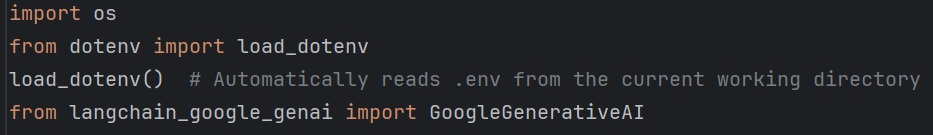 import os
from dotenv import load_dotenv
load_dotenv()  # Automatically reads .env from the current working directory
from langchain_google_genai import GoogleGenerativeAI